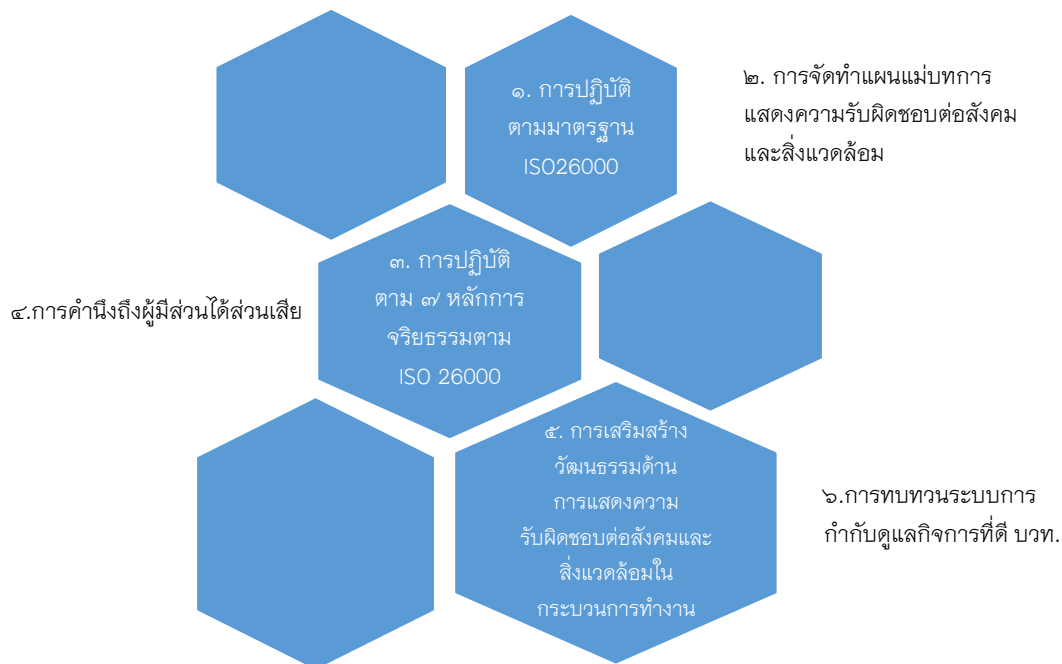 ๑. การปฏิบัติ
ตามมาตรฐาน
ISO26000
๒. การจัดทำแผนแม่บทการ
แสดงความรับผิดชอบต่อสังคม
และสิ่งแวดล้อม
๓. การปฏิบัติ
ตาม ๗ หลักการ
จริยธรรมตาม
ISO 26000
๔.การคำนึงถึงผู้มีส่วนได้ส่วนเสีย
๕. การเสริมสร้าง
วัฒนธรรมด้าน
การแสดงความ
รับผิดชอบต่อสังคมและ
สิ่งแวดล้อมใน
กระบวนการทำงาน
๖.การทบทวนระบบการ
กำกับดูแลกิจการที่ดี บวท.